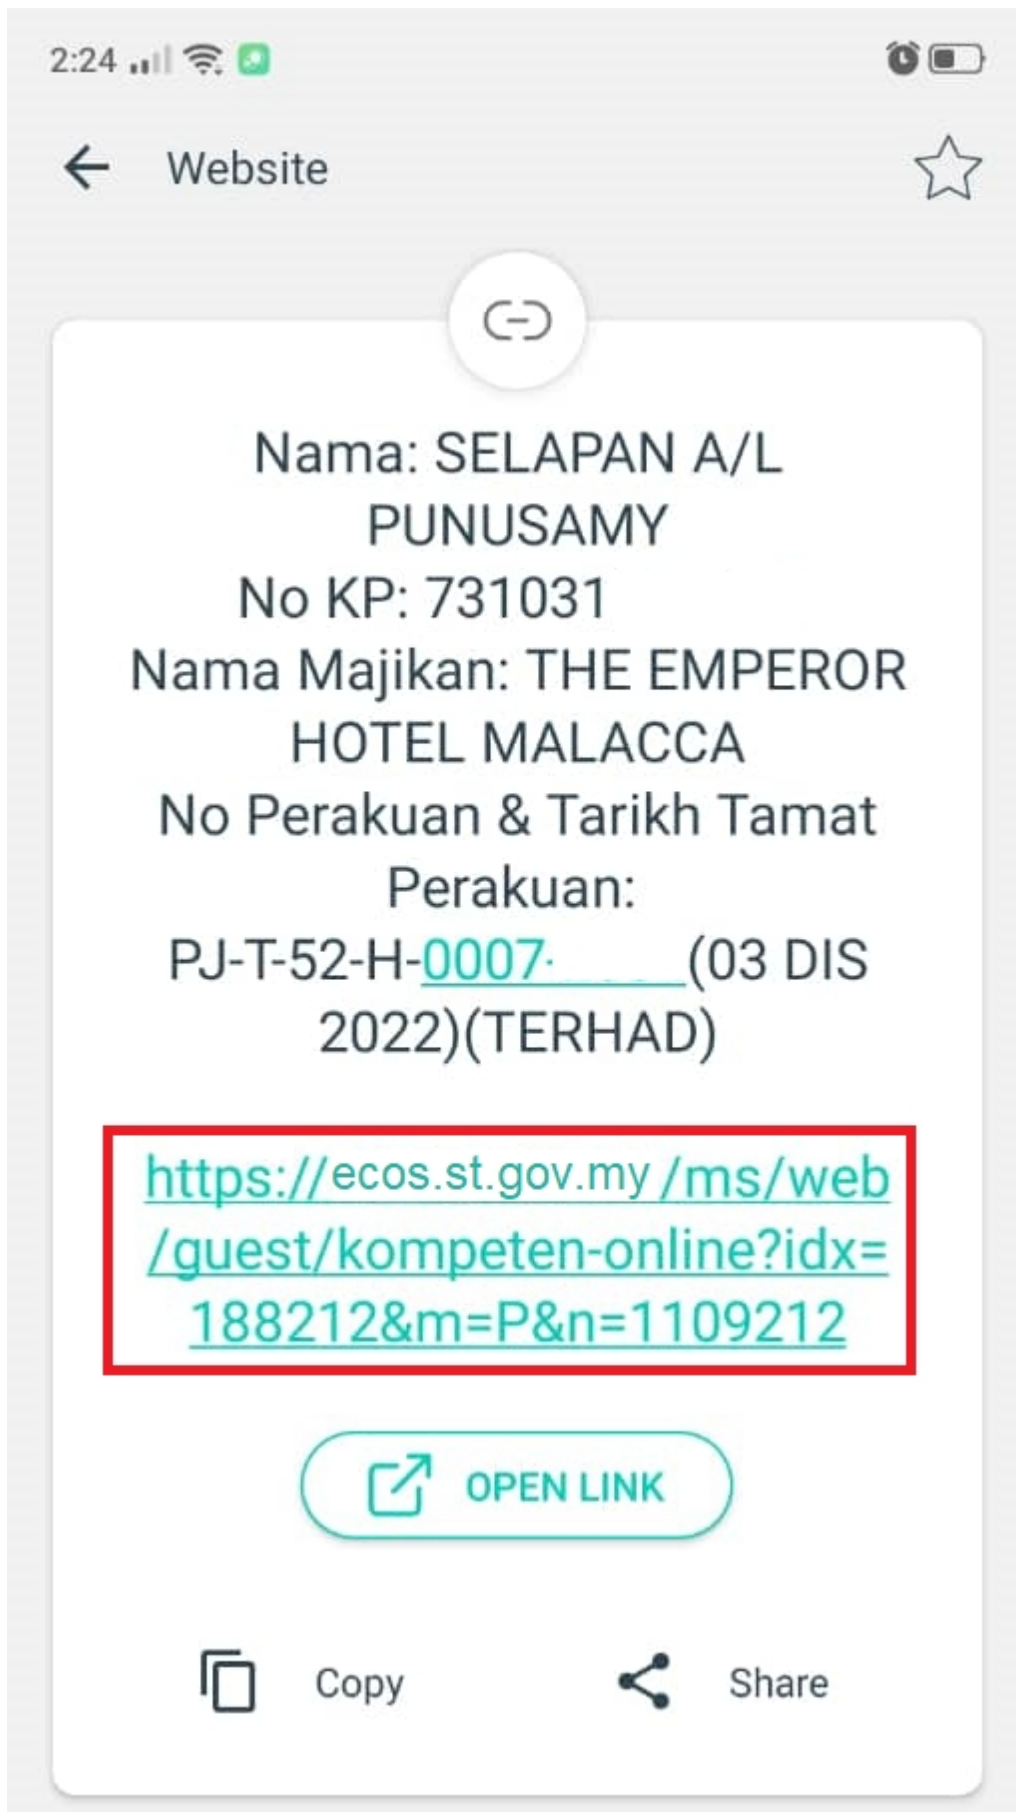 2:24
Website
Nama: SELAPAN A/L
PUNUSAMY
No KP: 731031
Nama Majikan: THE EMPEROR
HOTEL MALACCA
No Perakuan & Tarikh Tamat
Perakuan:
PJ-T-52-H-0007- (03 DIS
2022)(TERHAD)
https://ecos.st.gov.my/ms/web
/guest/kompeten-online?idx=
188212&m=P&n=1109212
OPEN LINK
Copy
Share